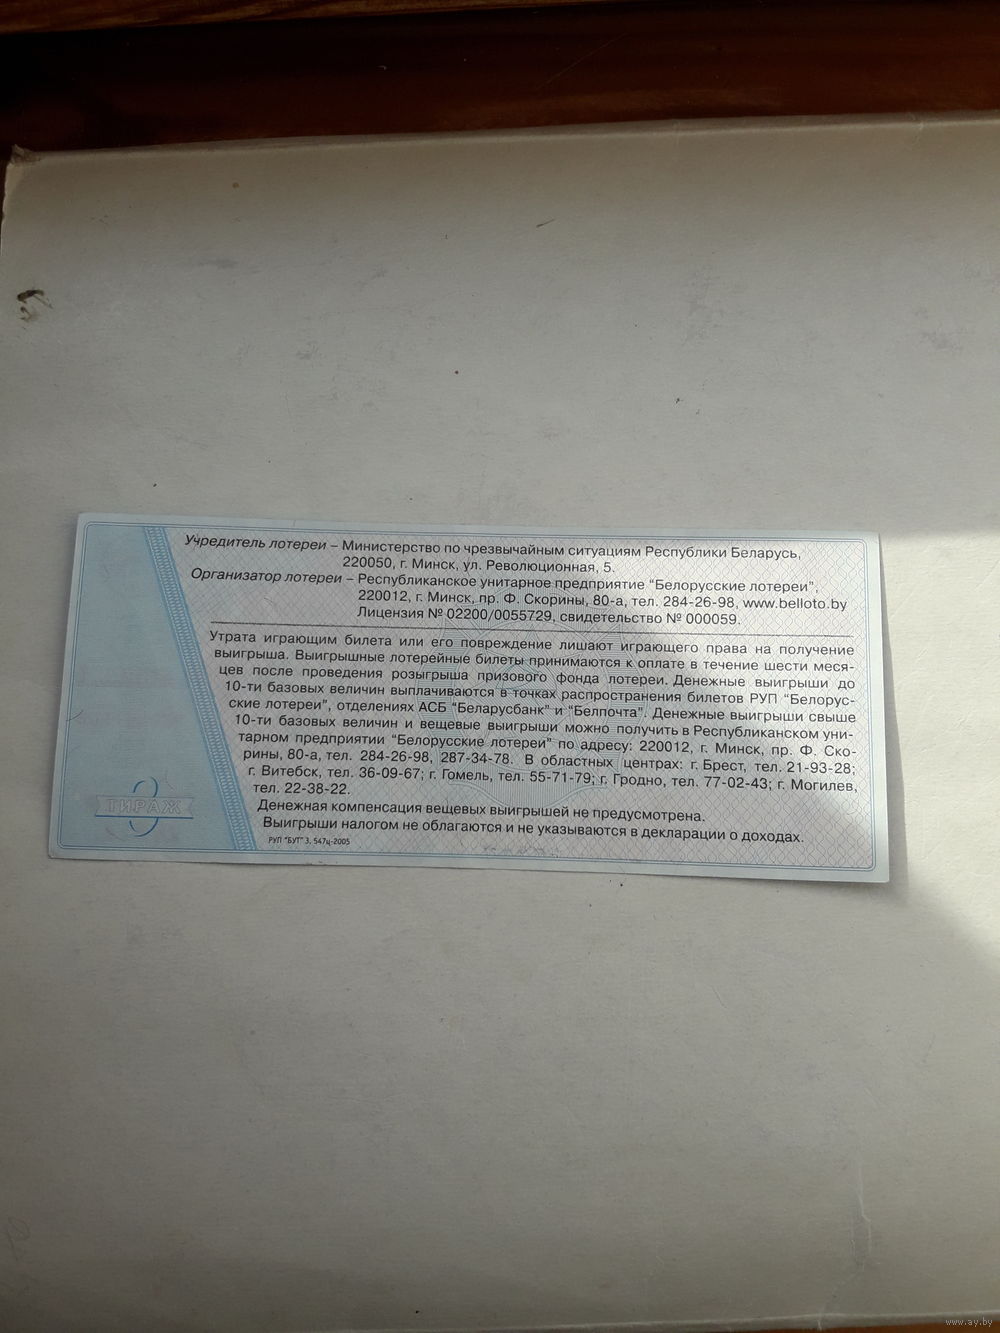 Учредитель лотереи – Министерство по чрезвычайным ситуациям Республики Беларусь,
220050, г. Минск, ул. Революционная, 5.
Организатор лотереи – Республиканское унитарное предприятие "Белорусские лотереи",
220012, г. Минск, пр. Ф. Скорины, 80-а, тел. 284-26-98, www.belloto.by
Лицензия № 02200/0055729, свидетельство № 000059.
Утрата играющим билета или его повреждение лишают играющего права на получение
выигрыша. Выигрышные лотерейные билеты принимаются к оплате в течение шести меся-
цев после проведения розыгрыша призового фонда лотереи. Денежные выигрыши до
10-ти базовых величин выплачиваются в точках распространения билетов РУП "Белорус-
ские лотереи", отделениях АСБ "Беларусбанк" и "Белпочта". Денежные выигрыши свыше
10-ти базовых величин и вещевые выигрыши можно получить в Республиканском уни-
тарном предприятии "Белорусские лотереи" по адресу: 220012, г. Минск, пр. Ф. Ско-
рины, 80-а, тел. 284-26-98, 287-34-78. В областных центрах: г. Брест, тел. 21-93-28;
г. Витебск, тел. 36-09-67; г. Гомель, тел. 55-71-79; г. Гродно, тел. 77-02-43; г. Могилев,
тел. 22-38-22.
Денежная компенсация вещевых выигрышей не предусмотрена.
Выигрыши налогом не облагаются и не указываются в декларации о доходах.
РУП "БУТ" З. 547ц-2005
ТИРАЖ
3
www.ay.by